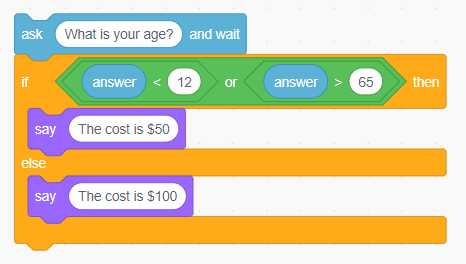 ask What is your age? and wait
if answer < 12 or answer > 65 then
say The cost is $50
else
say The cost is $100